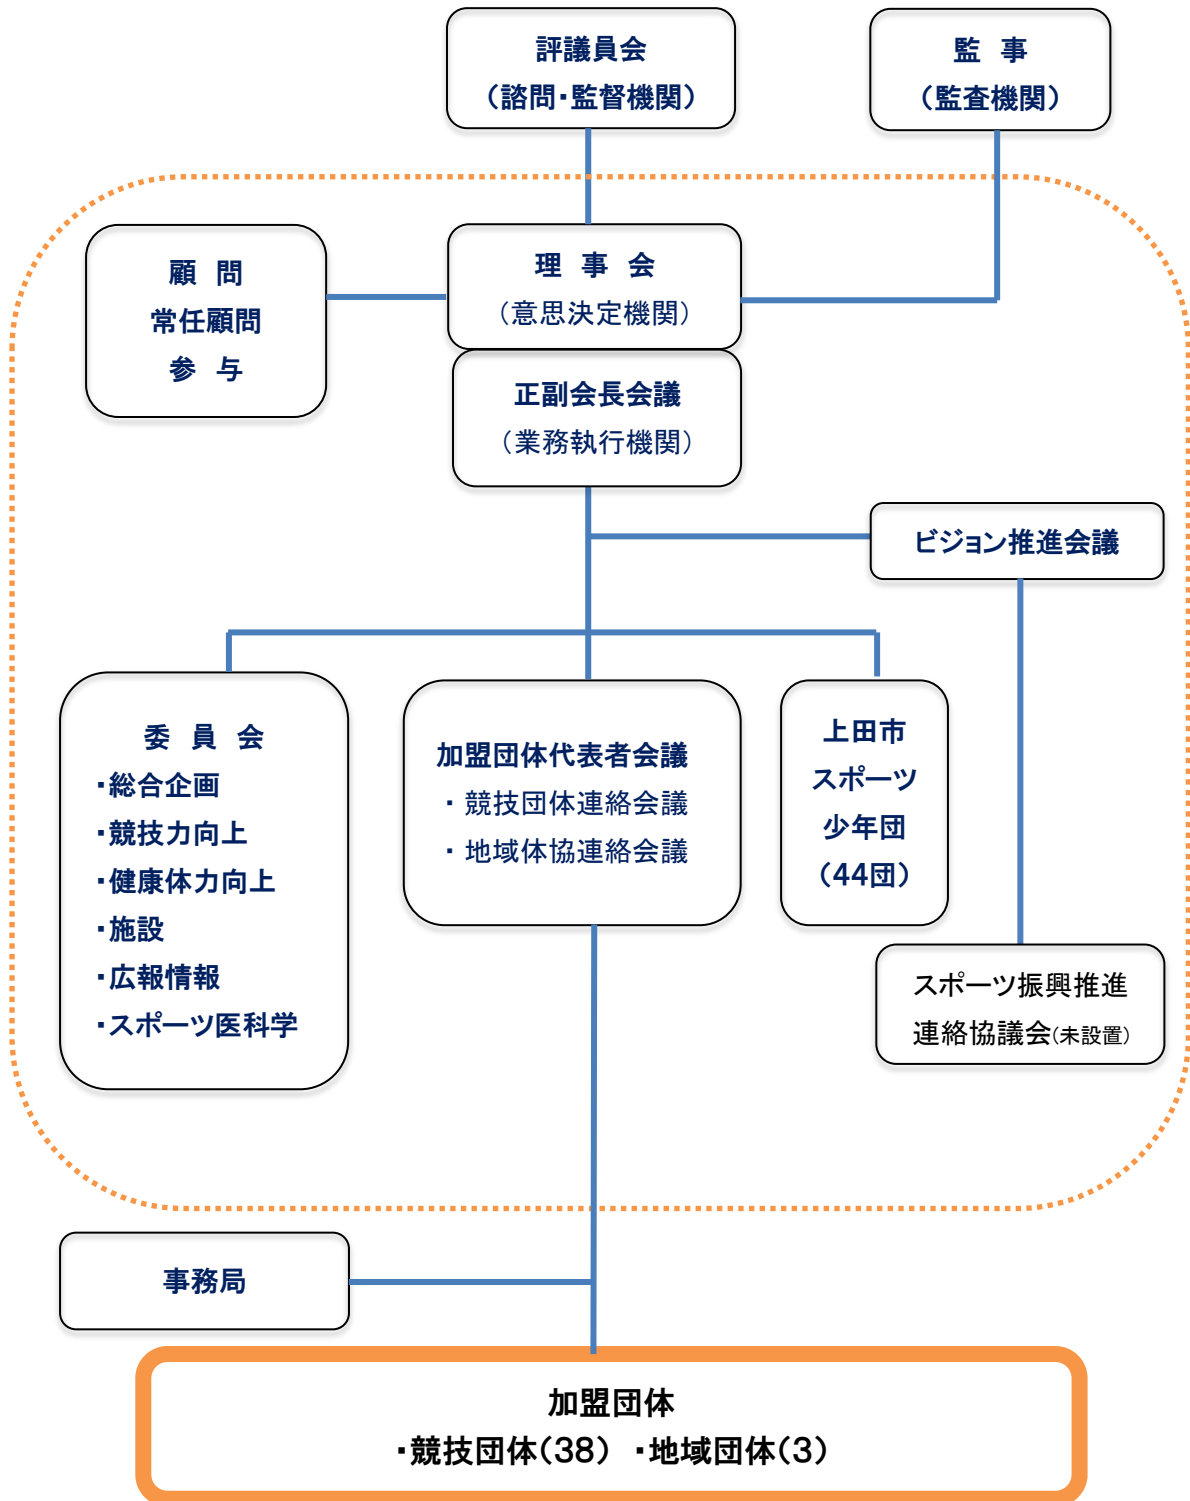 評議員会
（諮問・監督機関）
監　事
（監査機関）
顧　問
常任顧問
参　与
理　事　会
（意思決定機関）
正副会長会議
（業務執行機関）
ビジョン推進会議
委　員　会
・総合企画
・競技力向上
・健康体力向上
・施設
・広報情報
・スポーツ医科学
加盟団体代表者会議
・競技団体連絡会議
・地域体協連絡会議
上田市
スポーツ
少年団
（44団）
スポーツ振興推進
連絡協議会(未設置)
事務局
加盟団体
・競技団体（38）　・地域団体（3）